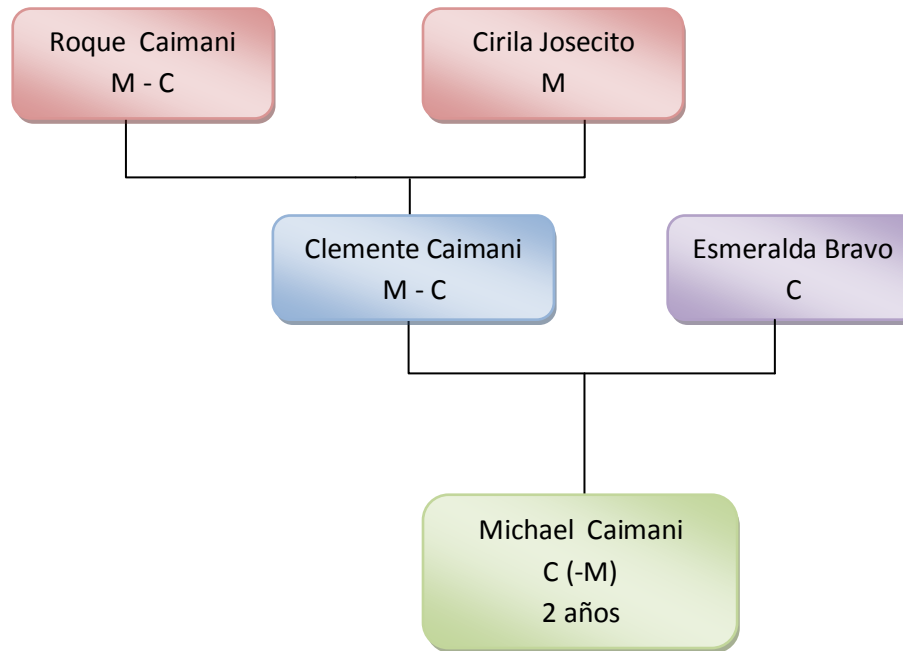 Roque  Caimani
M - C
Cirila Josecito
M
Clemente Caimani
M - C
Esmeralda Bravo
C
Michael  Caimani
C (-M)
2 años